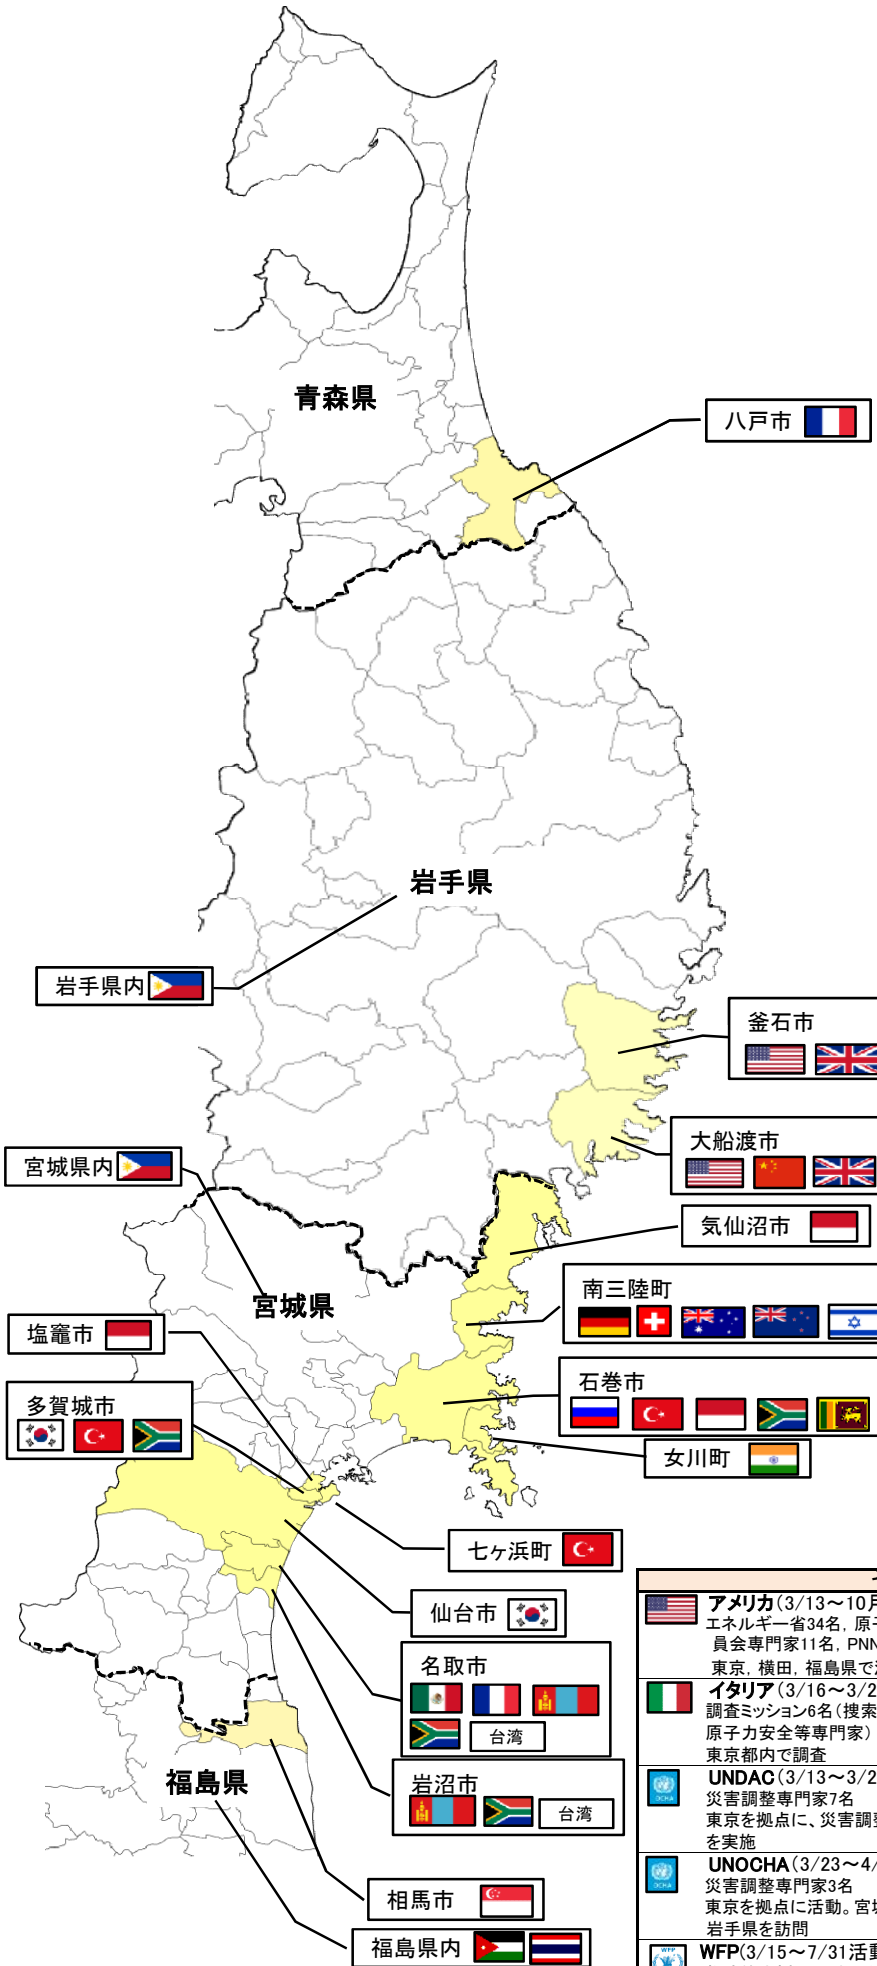 青森県
八戸市
岩手県
岩手県内
釜石市
大船渡市
宮城県内
気仙沼市
宮城県
南三陸町
塩竈市
石巻市
多賀城市
女川町
七ヶ浜町
仙台市
名取市
台湾
福島県
岩沼市
台湾
相馬市
福島県内
アメリカ(3/13～10月
エネルギー省34名, 原子
員会専門家11名, PNN
東京, 横田, 福島県で活
イタリア(3/16～3/2
調査ミッション6名(捜索
原子力安全等専門家)
東京都内で調査
UNDAC(3/13～3/2
災害調整専門家7名
東京を拠点に、災害調整
を実施
OCHA
UNOCHA(3/23～4/
災害調整専門家3名
東京を拠点に活動。宮城
岩手県を訪問
OCHA
WFP(3/15～7/31活動
WFP